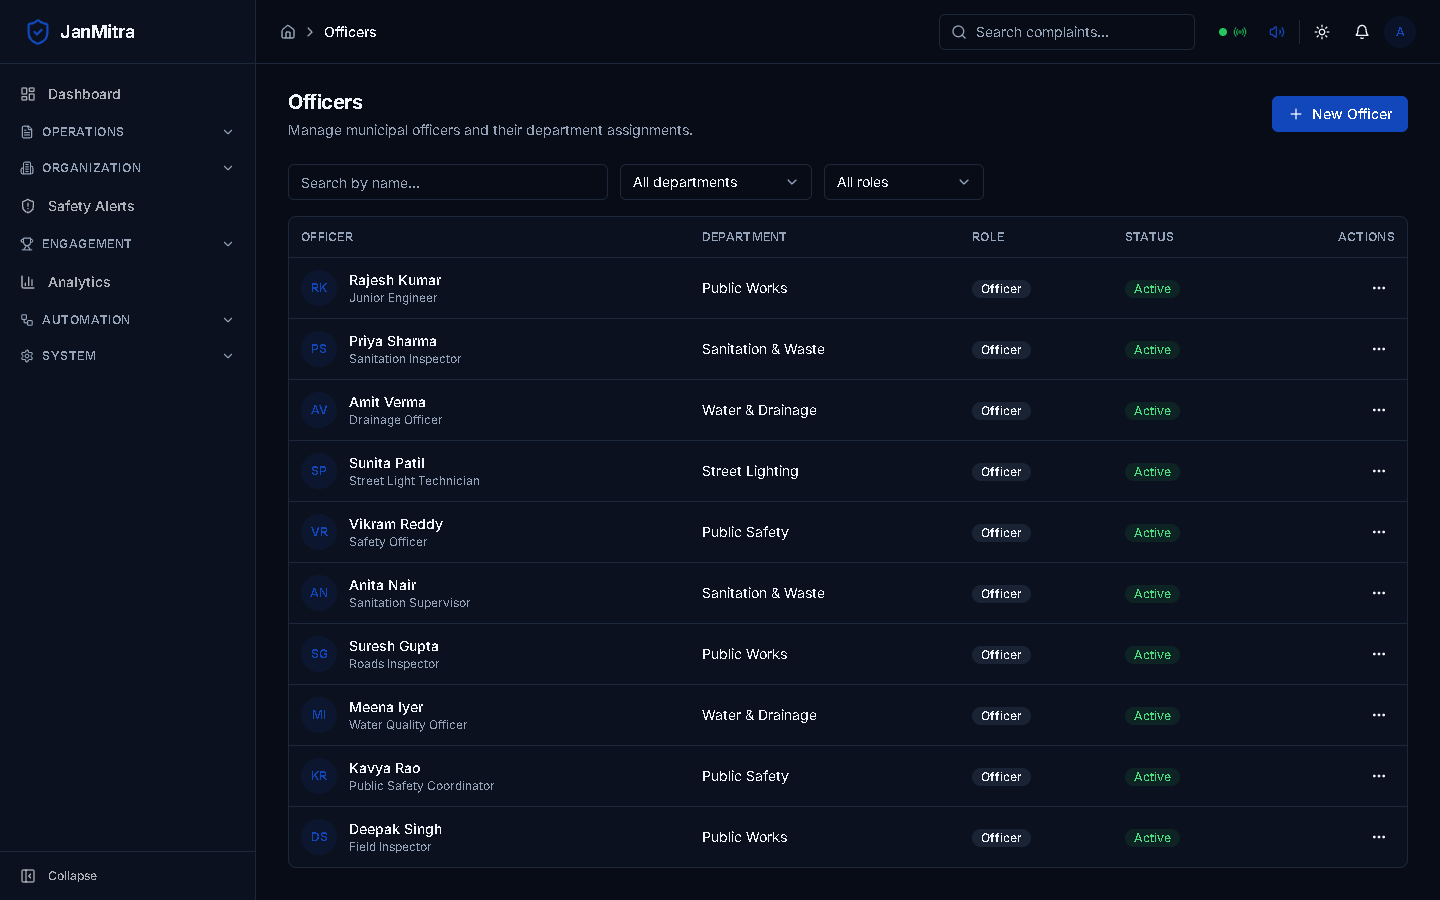 JanMitra
Officers
Search complaints...
A
Dashboard
OPERATIONS
ORGANIZATION
Safety Alerts
ENGAGEMENT
Analytics
AUTOMATION
SYSTEM
Collapse
Officers
Manage municipal officers and their department assignments.
New Officer
Search by name...
All departments
All roles
OFFICER DEPARTMENT ROLE STATUS ACTIONS
RK Rajesh Kumar Public Works Officer Active
Junior Engineer
PS Priya Sharma Sanitation & Waste Officer Active
Sanitation Inspector
AV Amit Verma Water & Drainage Officer Active
Drainage Officer
SP Sunita Patil Street Lighting Officer Active
Street Light Technician
VR Vikram Reddy Public Safety Officer Active
Safety Officer
AN Anita Nair Sanitation & Waste Officer Active
Sanitation Supervisor
SG Suresh Gupta Public Works Officer Active
Roads Inspector
MI Meena Iyer Water & Drainage Officer Active
Water Quality Officer
KR Kavya Rao Public Safety Officer Active
Public Safety Coordinator
DS Deepak Singh Public Works Officer Active
Field Inspector